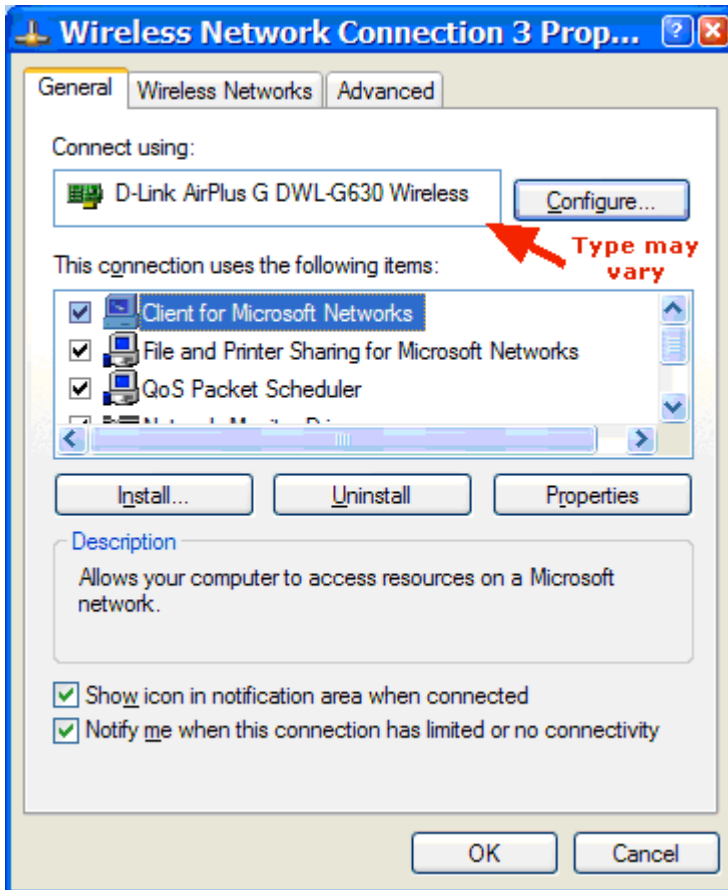 Wireless Network Connection 3 Prop...
General
Wireless Networks
Advanced
Connect using:
D-Link AirPlus G DWL-G630 Wireless
Configure...
Type may
vary
This connection uses the following items:
Client for Microsoft Networks
File and Printer Sharing for Microsoft Networks
QoS Packet Scheduler
Install...
Uninstall
Properties
Description
Allows your computer to access resources on a Microsoft
network.
Show icon in notification area when connected
Notify me when this connection has limited or no connectivity
OK
Cancel